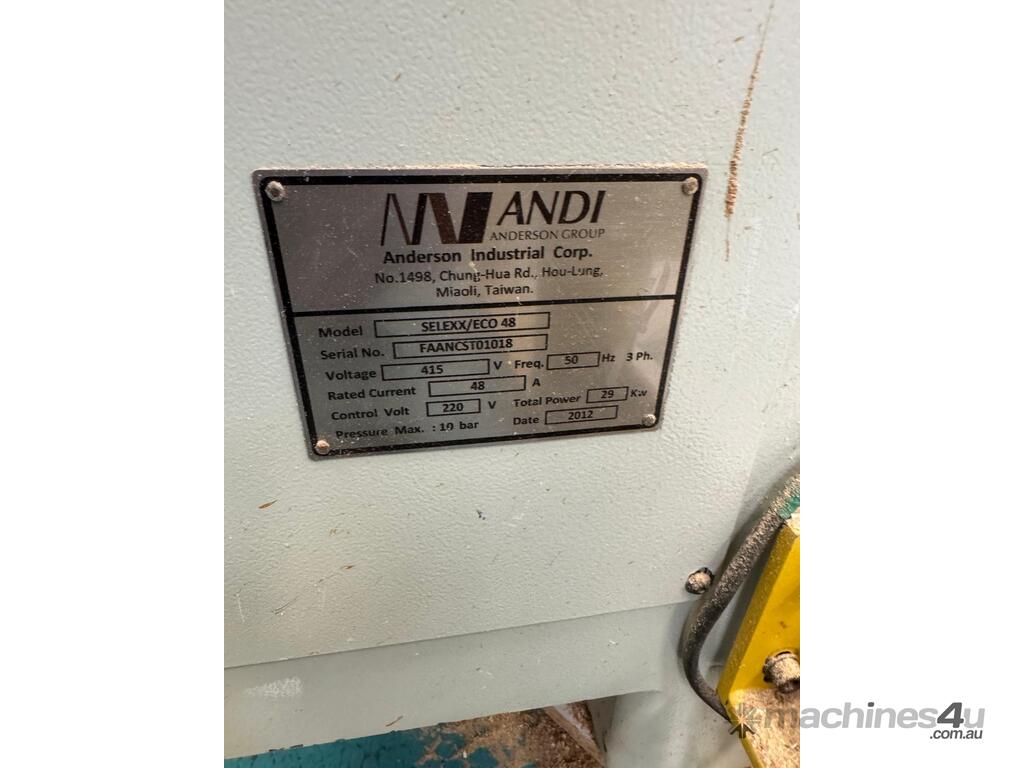 ANDI
ANDERSON GROUP
Anderson Industrial Corp.
No.1498, Chung-Hua Rd., Hou-Lung,
Miaoli, Taiwan.
Model SELEXX/ECO 48
Serial No. FAANCST01018
Voltage 415 V Freq. 50 Hz 3 Ph.
Rated Current 48 A
Control Volt 220 V Total Power 29 Kw
Pressure Max. : 10 bar Date 2012
machines4u
.com.au